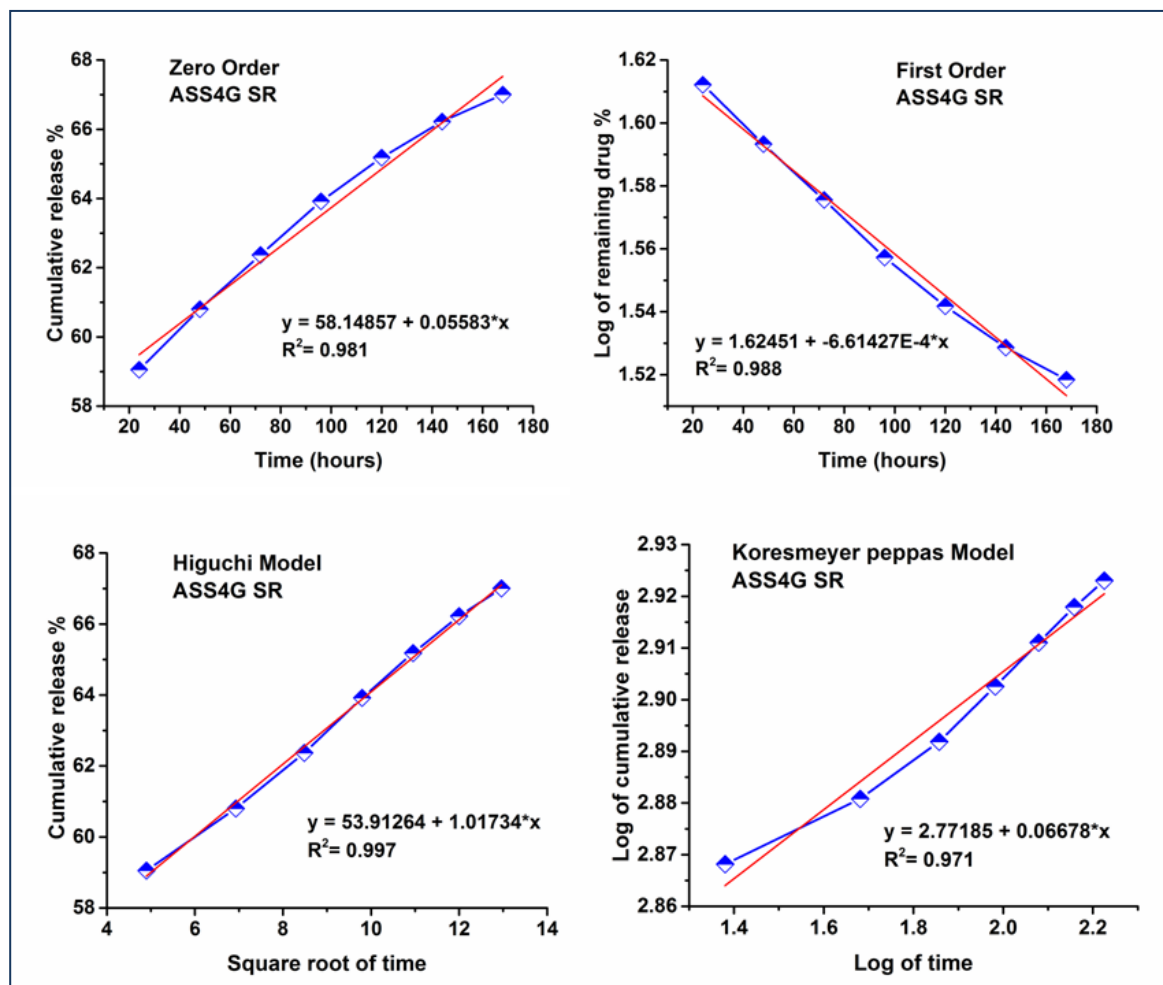 Zero Order
ASS4G SR
Cumulative release %
68
66
64
62
60
58
y = 58.14857 + 0.05583*x
R2= 0.981
20 40 60 80 100 120 140 160 180
Time (hours)
First Order
ASS4G SR
Log of remaining drug %
1.62
1.60
1.58
1.56
1.54
1.52
y = 1.62451 + -6.61427E-4*x
R2= 0.988
20 40 60 80 100 120 140 160 180
Time (hours)
Higuchi Model
ASS4G SR
Cumulative release %
68
66
64
62
60
58
y = 53.91264 + 1.01734*x
R2= 0.997
4 6 8 10 12 14
Square root of time
Koresmeyer peppas Model
ASS4G SR
Log of cumulative release
2.93
2.92
2.91
2.90
2.89
2.88
2.87
2.86
y = 2.77185 + 0.06678*x
R2= 0.971
1.4 1.6 1.8 2.0 2.2
Log of time